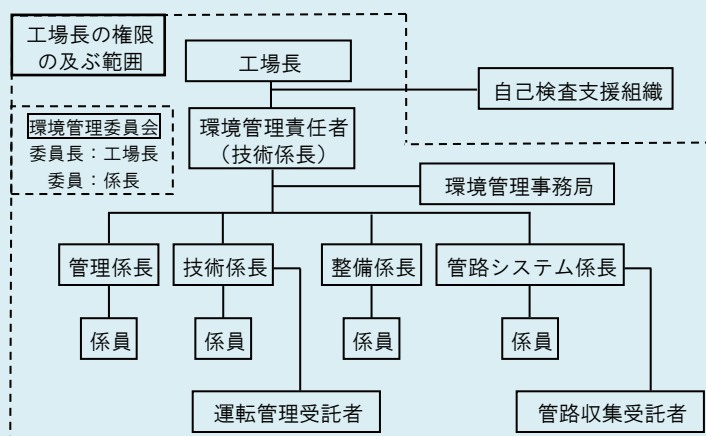 工場長の権限
の及ぶ範囲
工場長
自己検査支援組織
環境管理委員会
委員長：工場長
委員：係長
環境管理責任者
（技術係長）
環境管理事務局
管理係長
技術係長
整備係長
管路システム係長
係員
係員
係員
係員
運転管理受託者
管路収集受託者